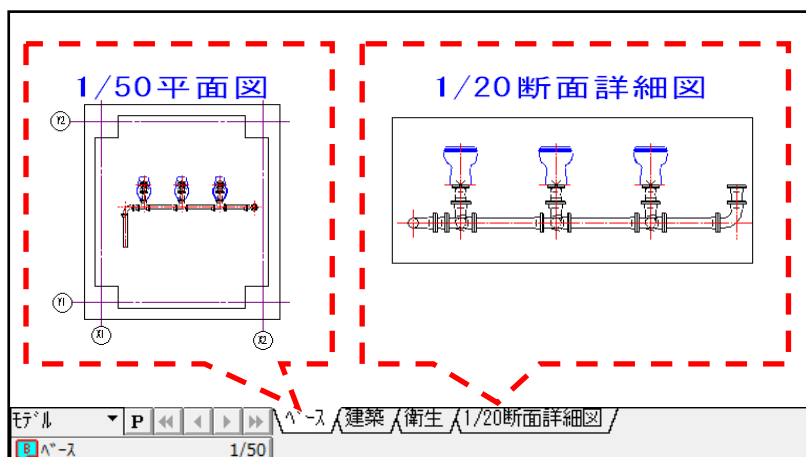 1/50平面図
1/20断面詳細図
Y2
Y1
X1
X2
ﾓﾃﾞﾙ P ﾍﾞｰｽ 建築 衛生 1/20断面詳細図
B ﾍﾞｰｽ 1/50